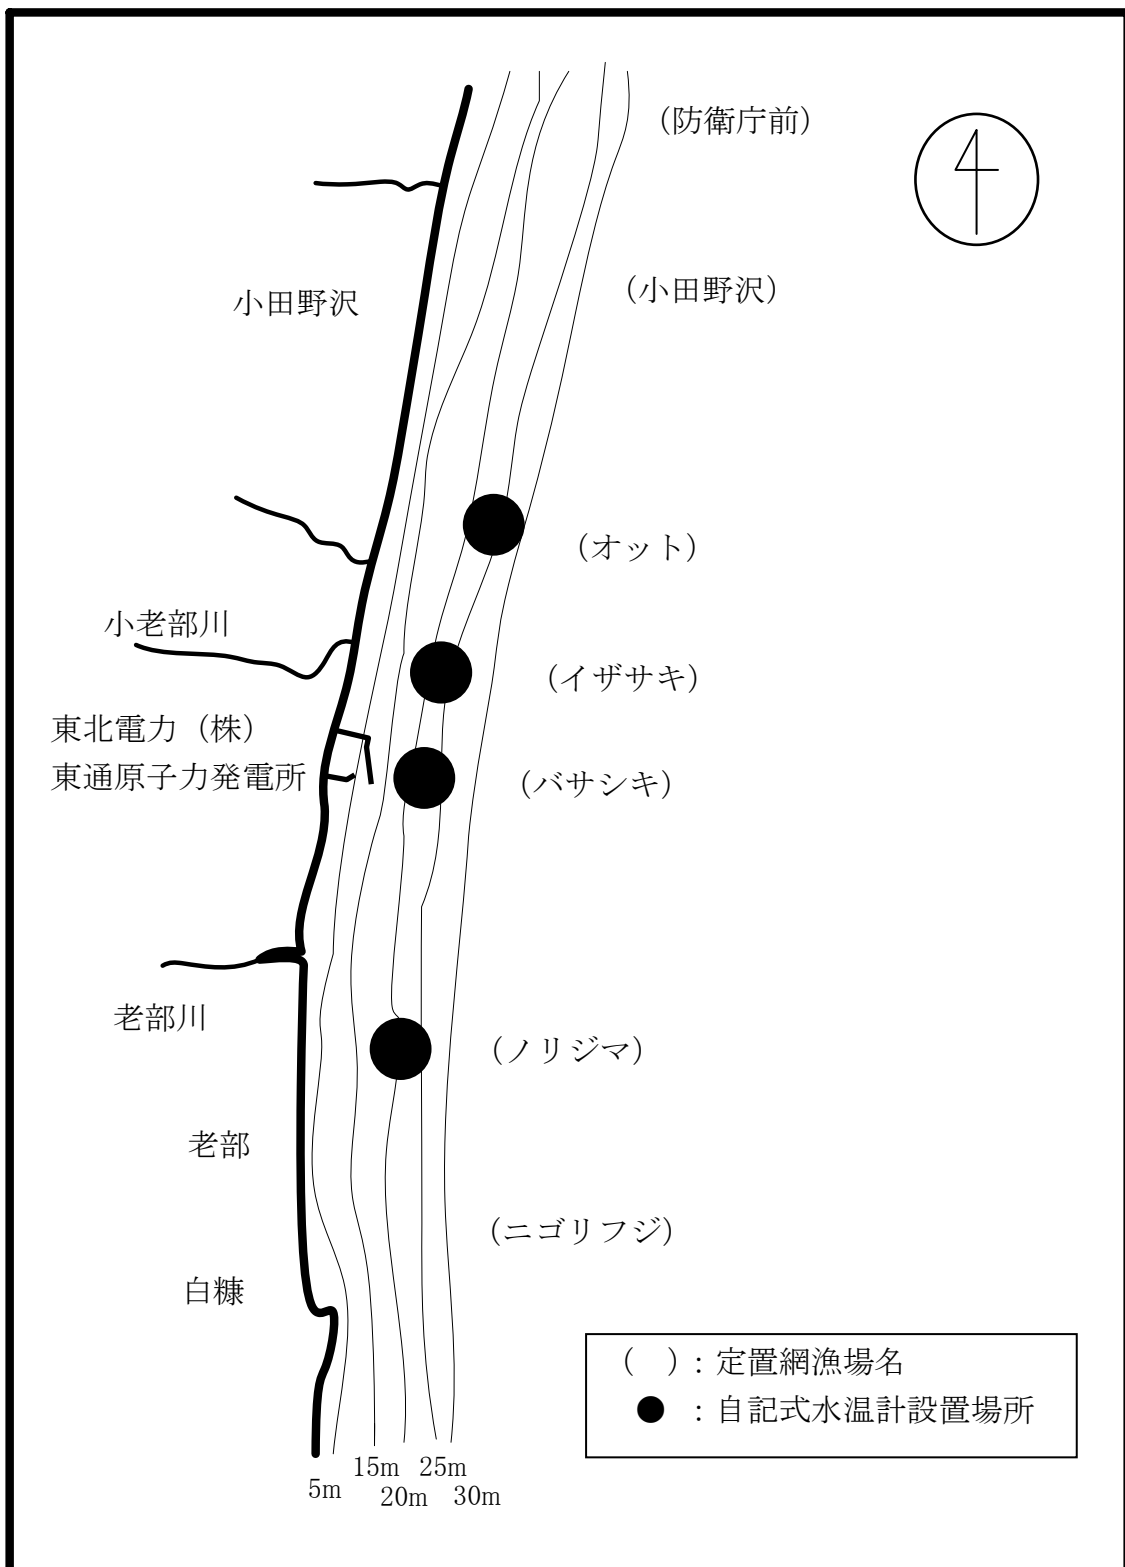 （防衛庁前）
（小田野沢）
小田野沢
（オット）
小老部川
（イザサキ）
東北電力（株）
東通原子力発電所
（バサシキ）
老部川
（ノリジマ）
老部
（ニゴリフジ）
白糠
（　）：定置網漁場名
●：自記式水温計設置場所
5m
15m
20m
25m
30m